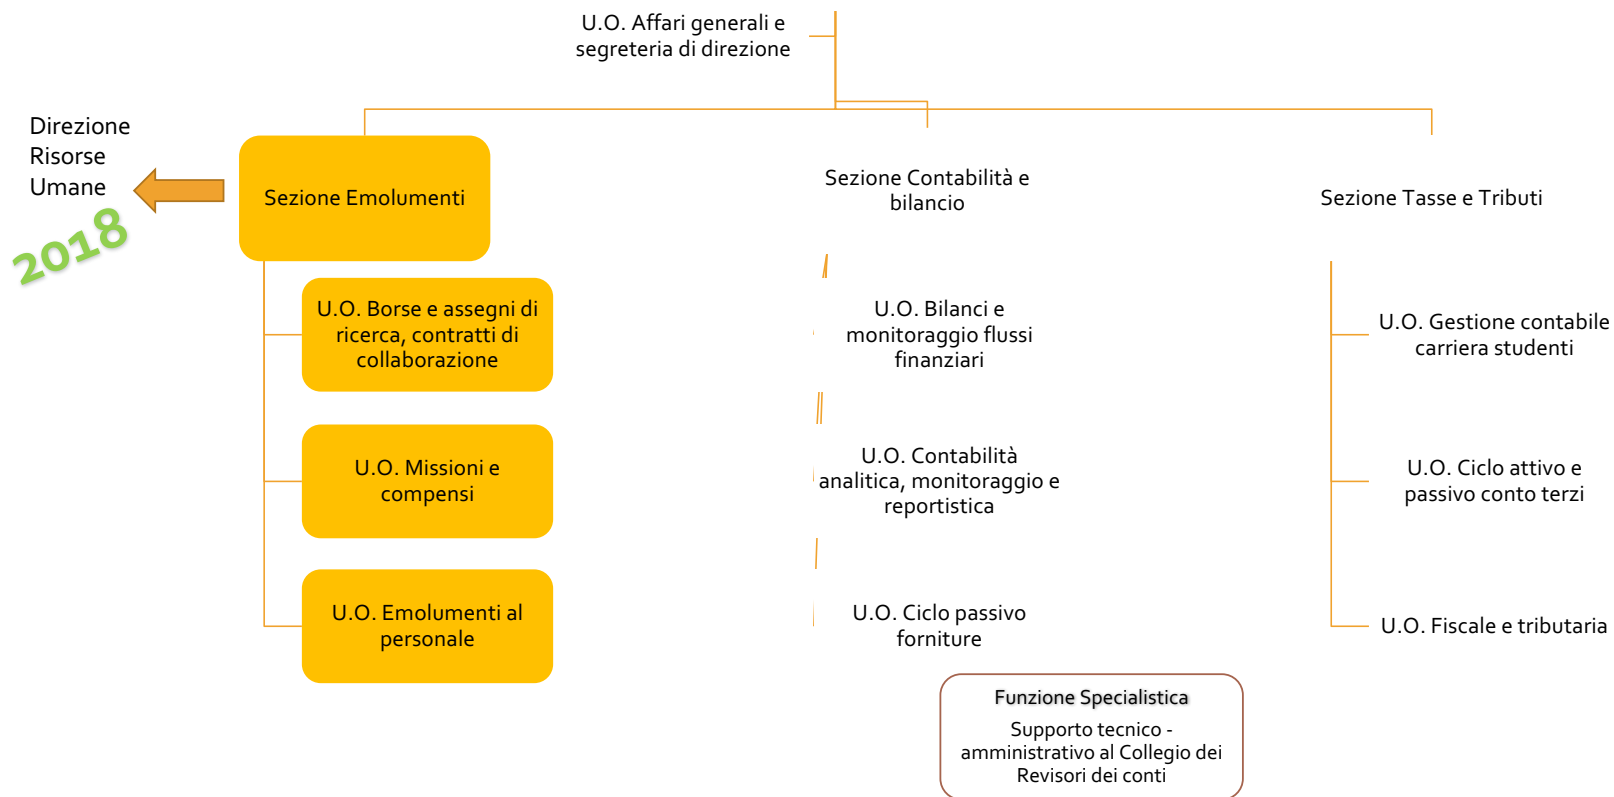 U.O. Affari generali e
segreteria di direzione
Direzione
Risorse
Umane
2018
Sezione Emolumenti
Sezione Contabilità e
bilancio
Sezione Tasse e Tributi
U.O. Borse e assegni di
ricerca, contratti di
collaborazione
U.O. Bilanci e
monitoraggio flussi
finanziari
U.O. Gestione contabile
carriera studenti
U.O. Missioni e
compensi
U.O. Contabilità
analitica, monitoraggio e
reportistica
U.O. Ciclo attivo e
passivo conto terzi
U.O. Emolumenti al
personale
U.O. Ciclo passivo
forniture
U.O. Fiscale e tributaria
Funzione Specialistica
Supporto tecnico -
amministrativo al Collegio dei
Revisori dei conti